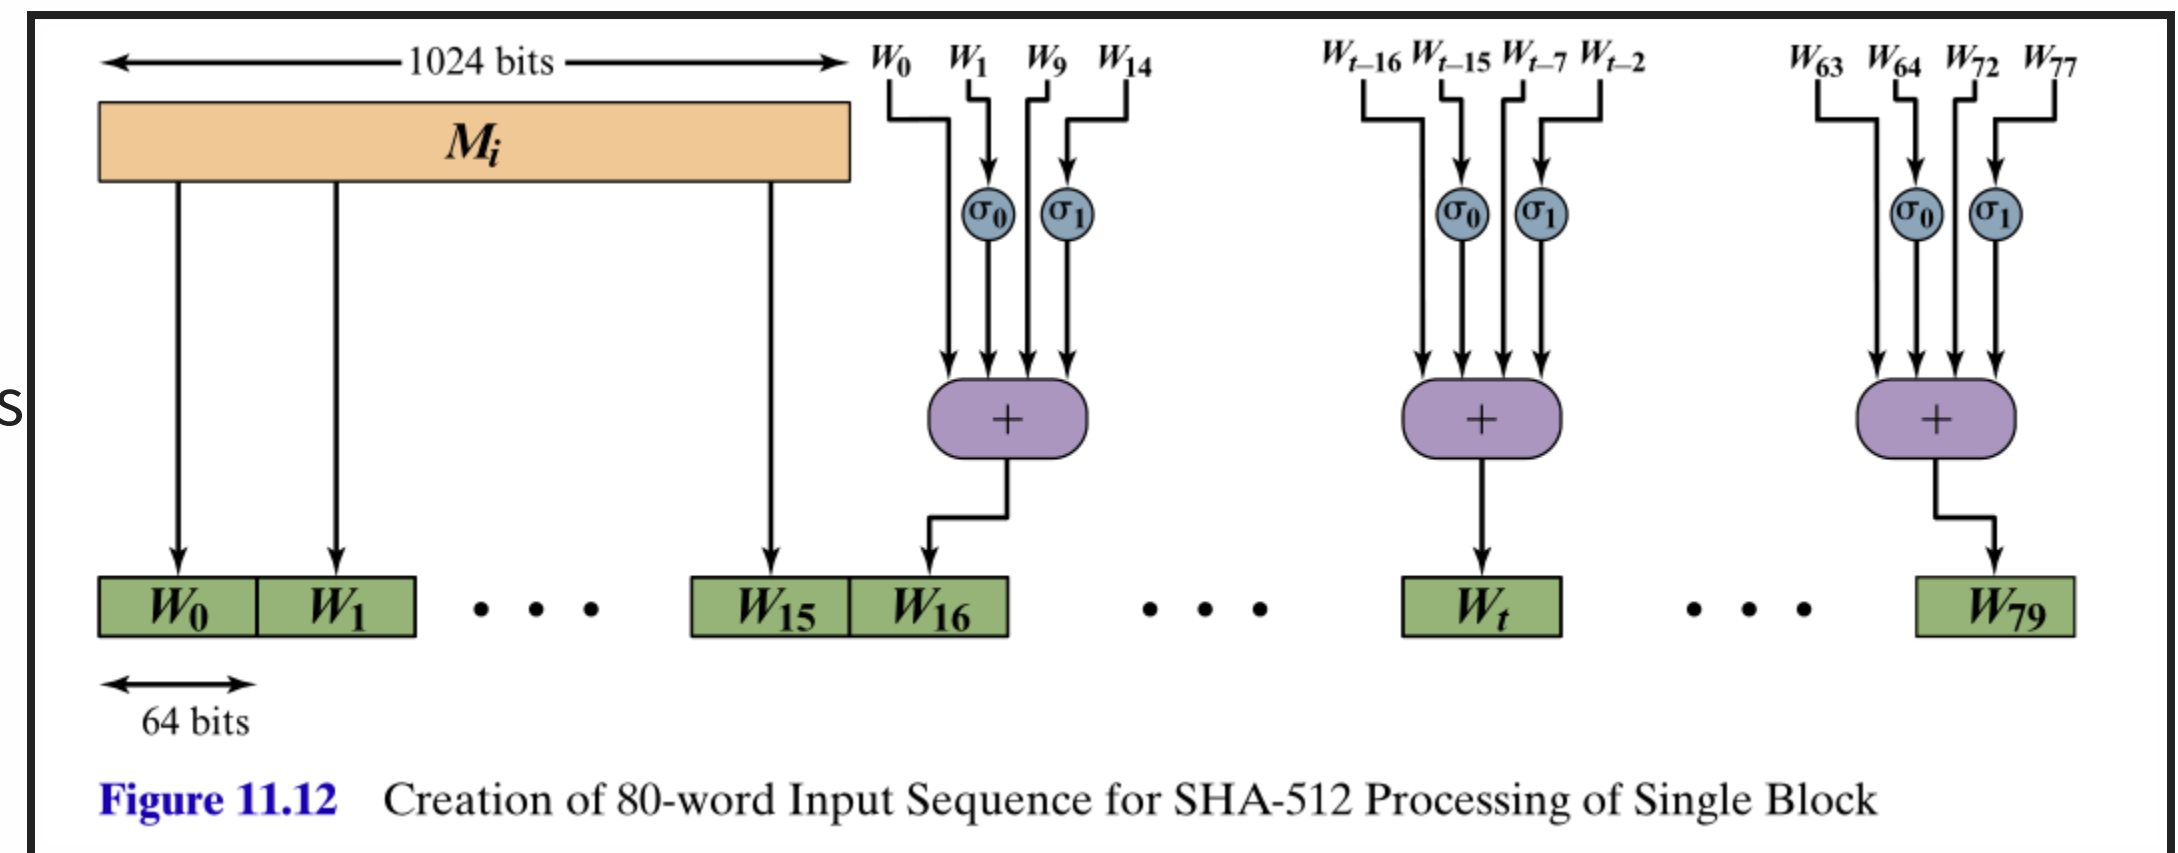 1024 bits
W0 W1 W9 W14
Wt–16 Wt–15 Wt–7 Wt–2
W63 W64 W72 W77
Mi
σ0 σ1
σ0 σ1
σ0 σ1
s
+
+
+
W0 W1 • • • W15 W16 • • • Wt • • • W79
64 bits
Figure 11.12 Creation of 80-word Input Sequence for SHA-512 Processing of Single Block